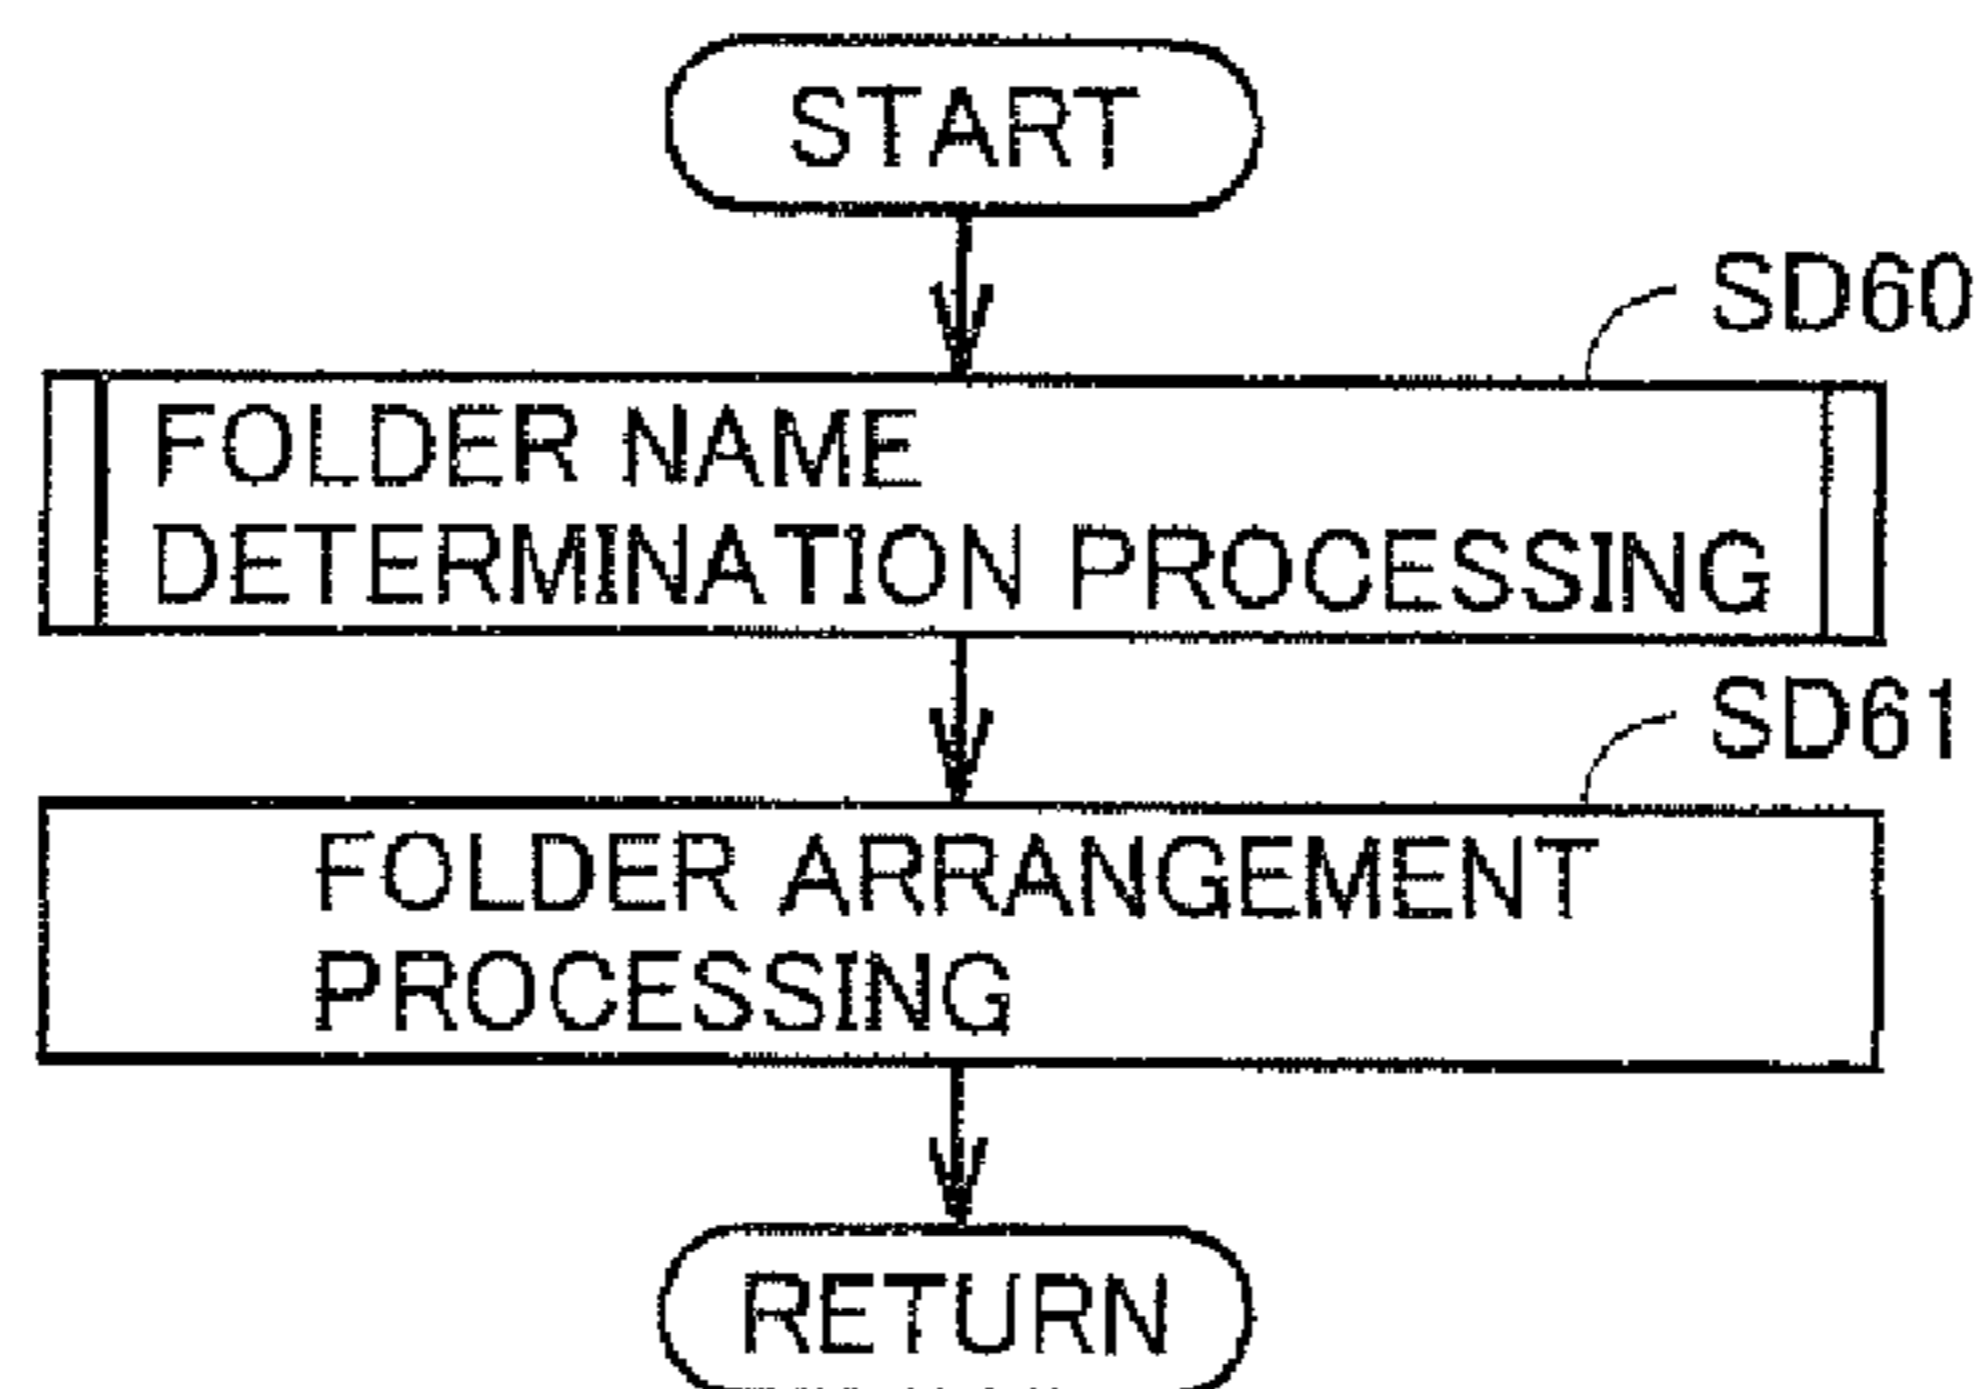 START
SD60
FOLDER NAME
DETERMINATION PROCESSING
SD61
FOLDER ARRANGEMENT
PROCESSING
RETURN